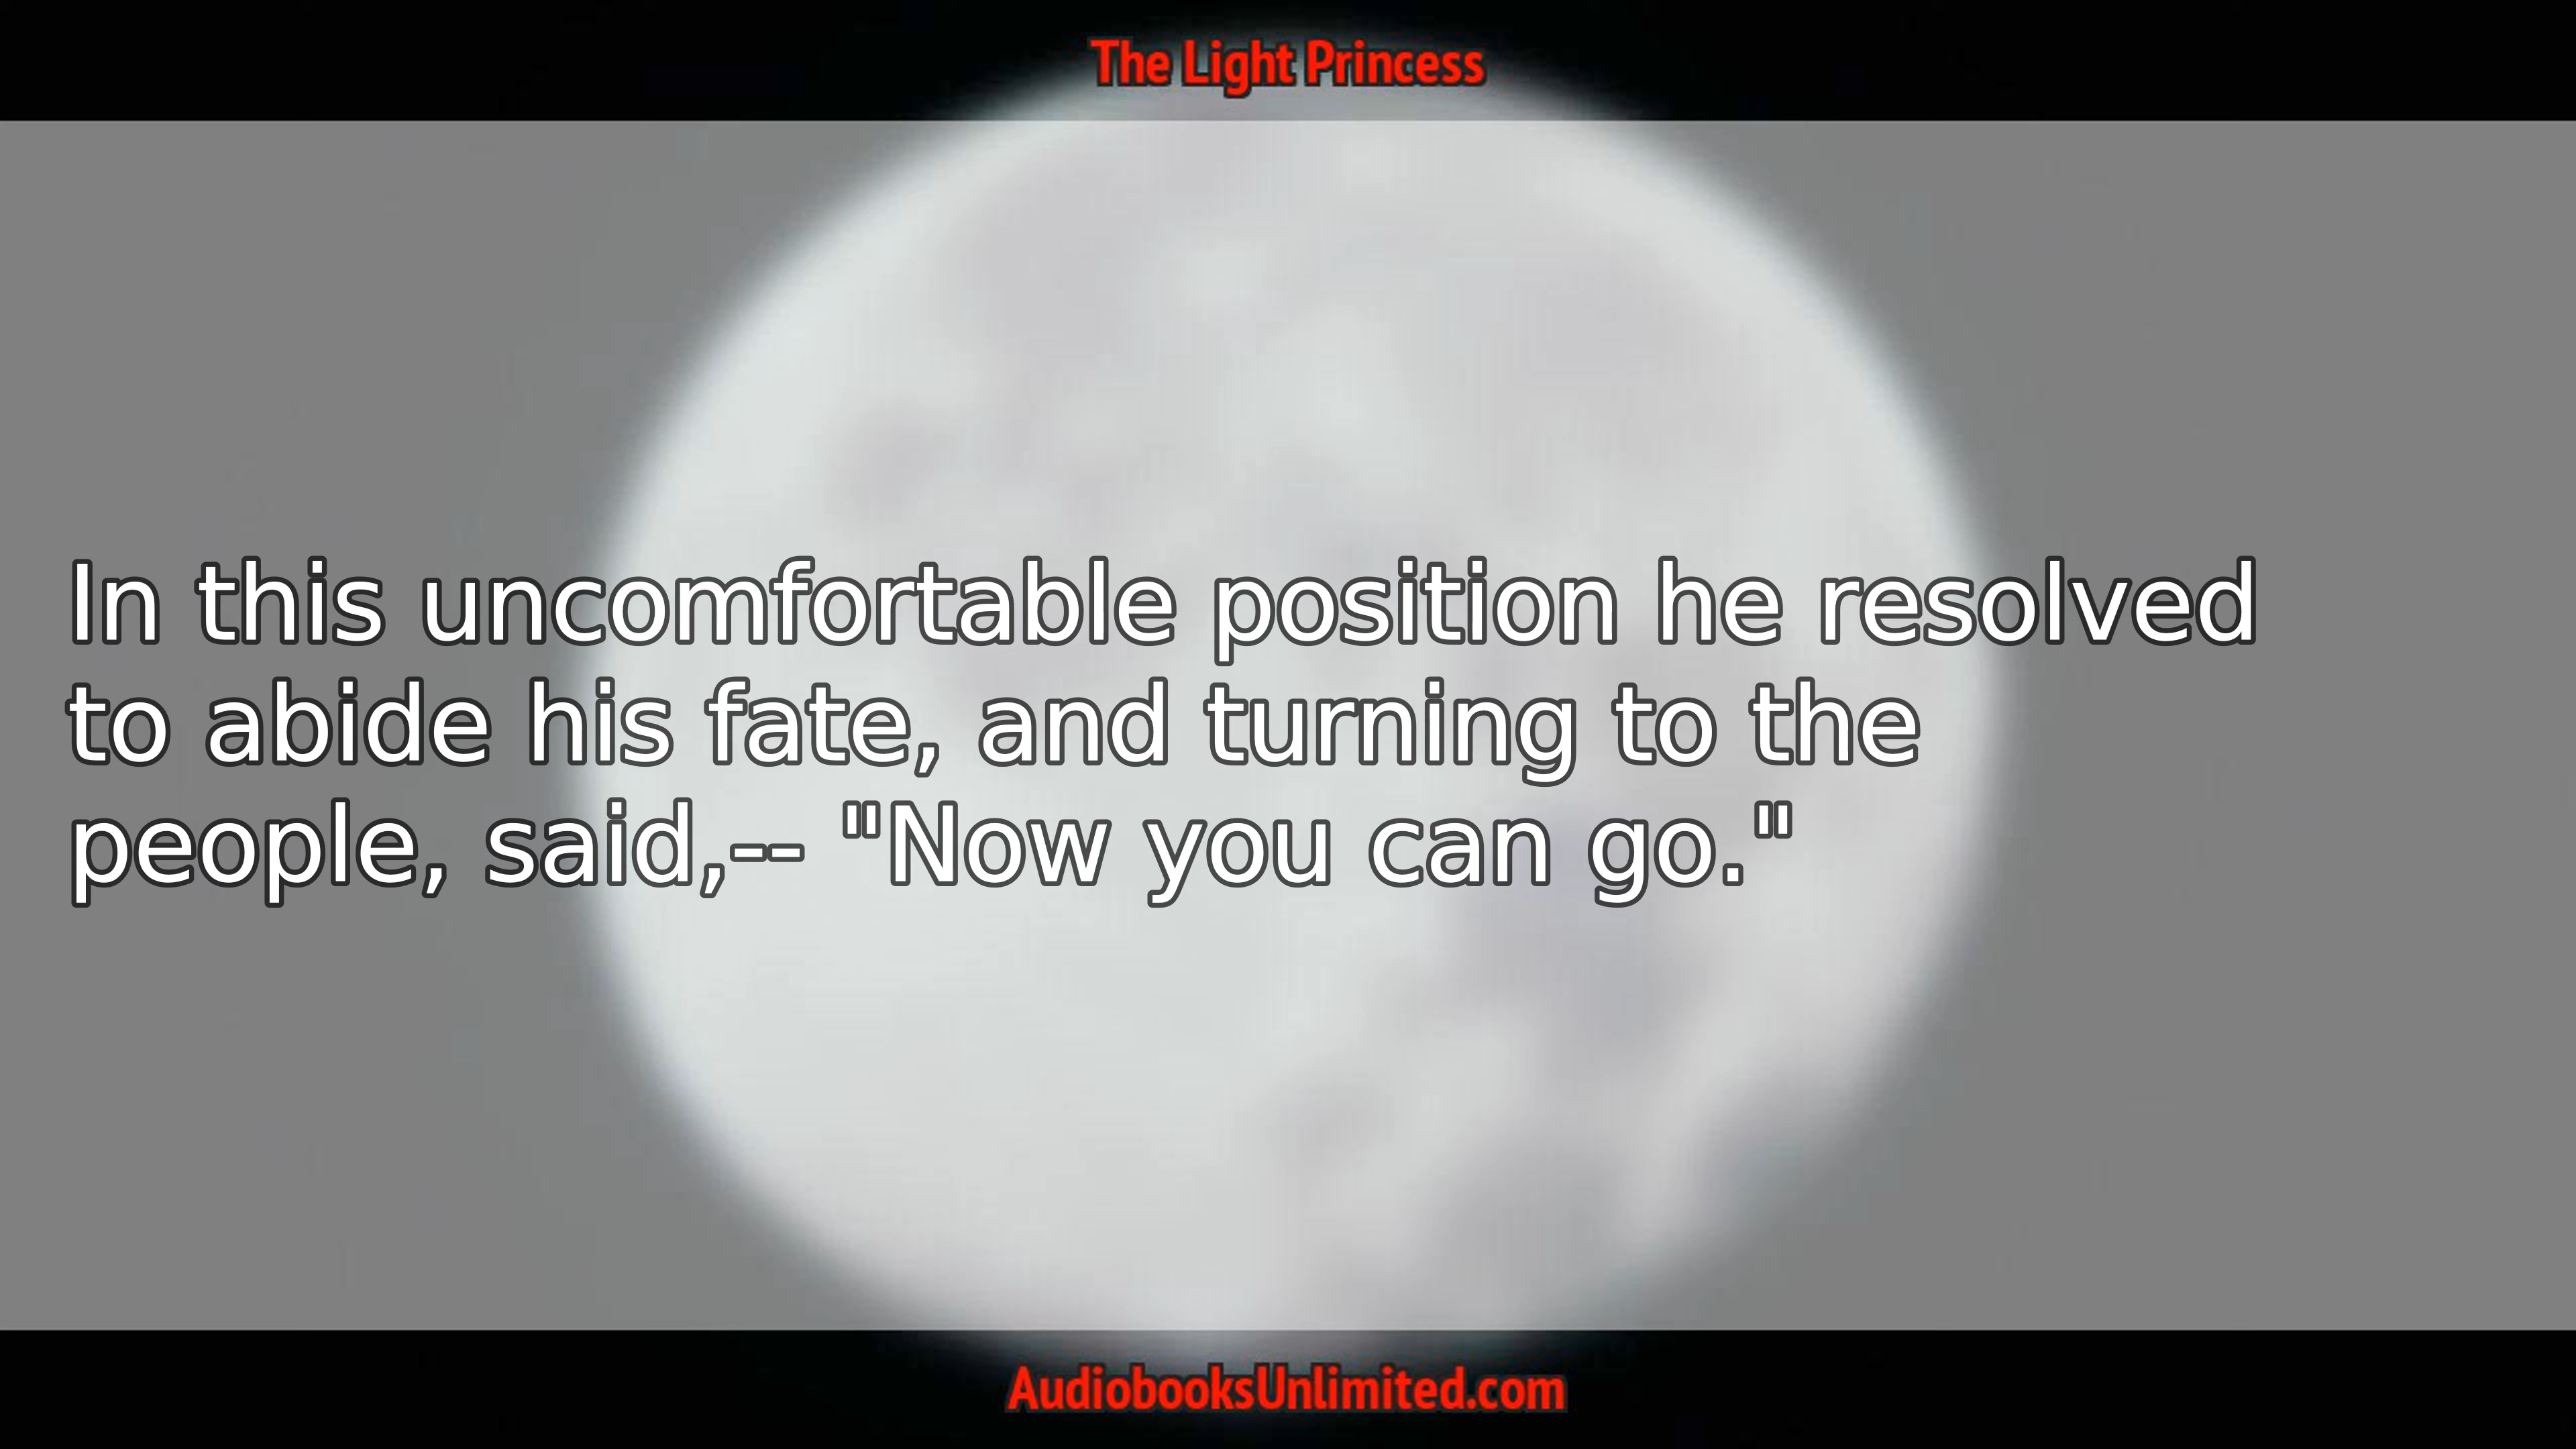 The Light Princess
In this uncomfortable position he resolved
to abide his fate, and turning to the
people, said,-- "Now you can go."
AudiobooksUnlimited.com